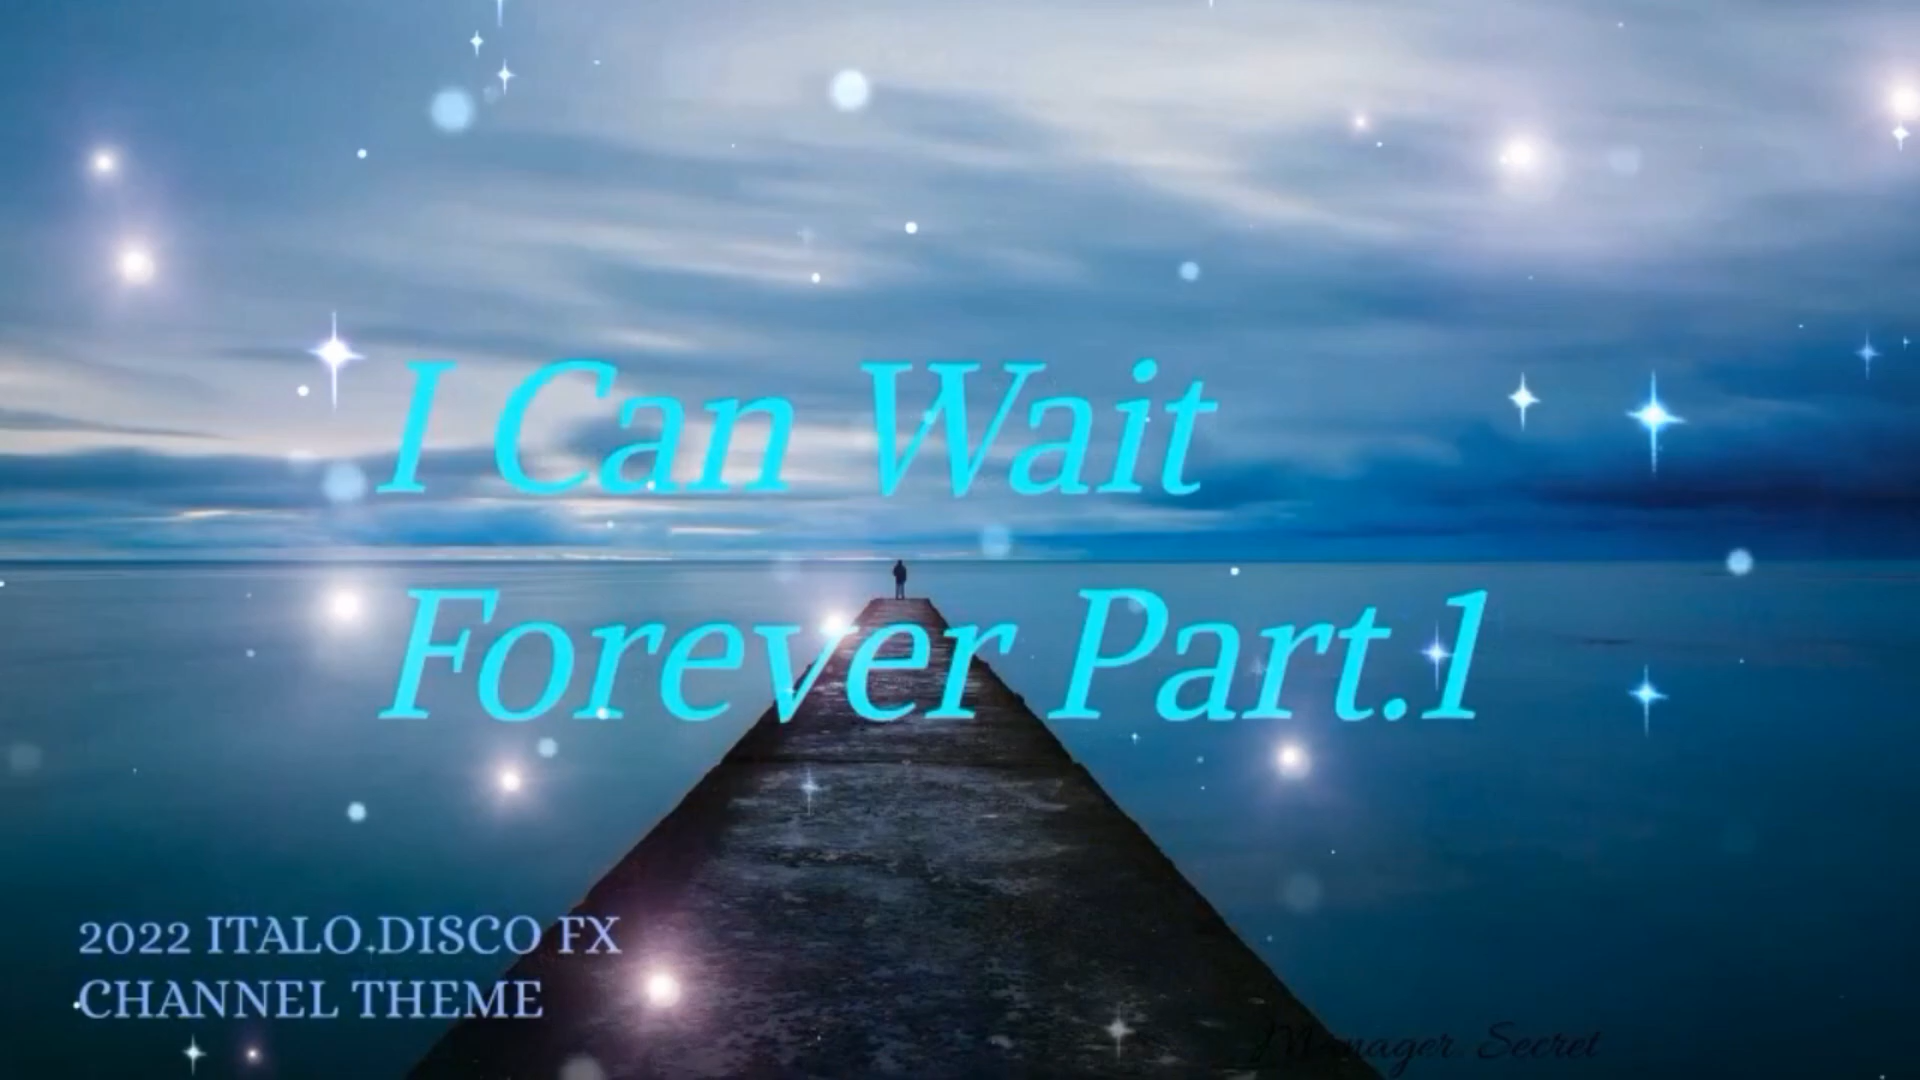 I Can Wait
Forever Part.1
2022 ITALO DISCO FX
CHANNEL THEME
Manager. Secret